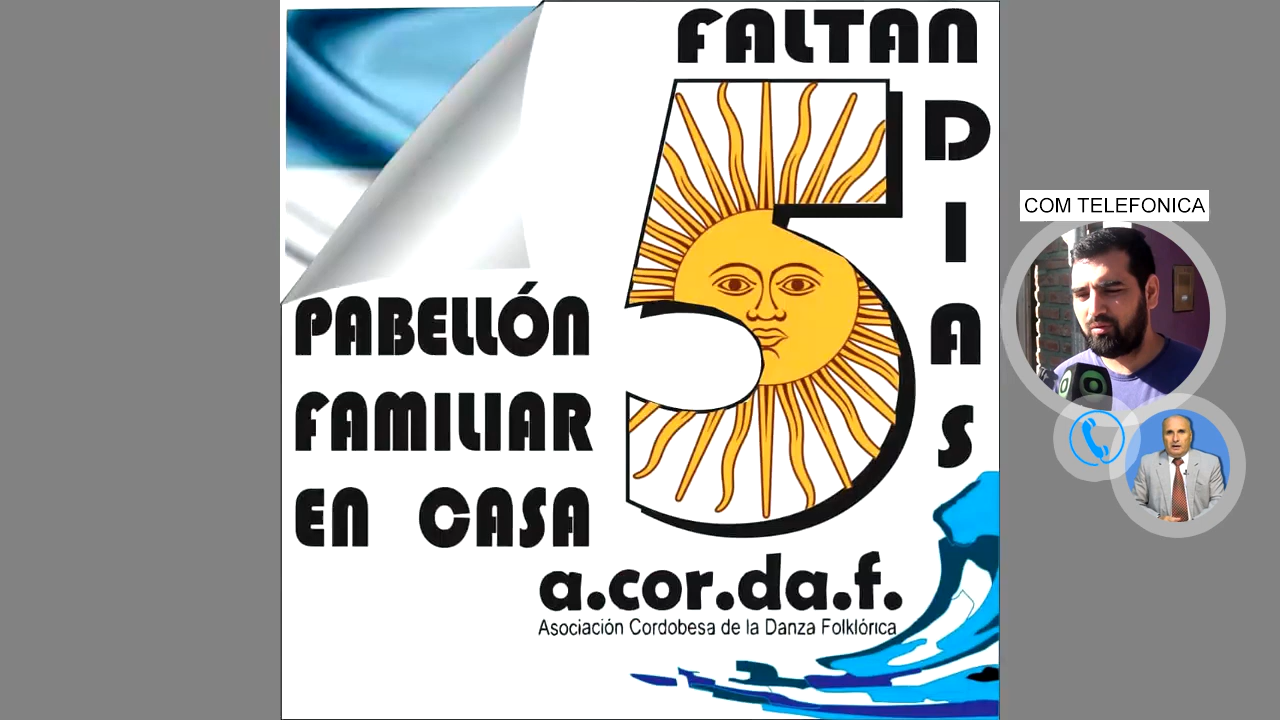 FALTAN
5
DIAS
PABELLÓN
FAMILIAR
EN CASA
a.cor.da.f.
Asociación Cordobesa de la Danza Folklórica
COM TELEFONICA